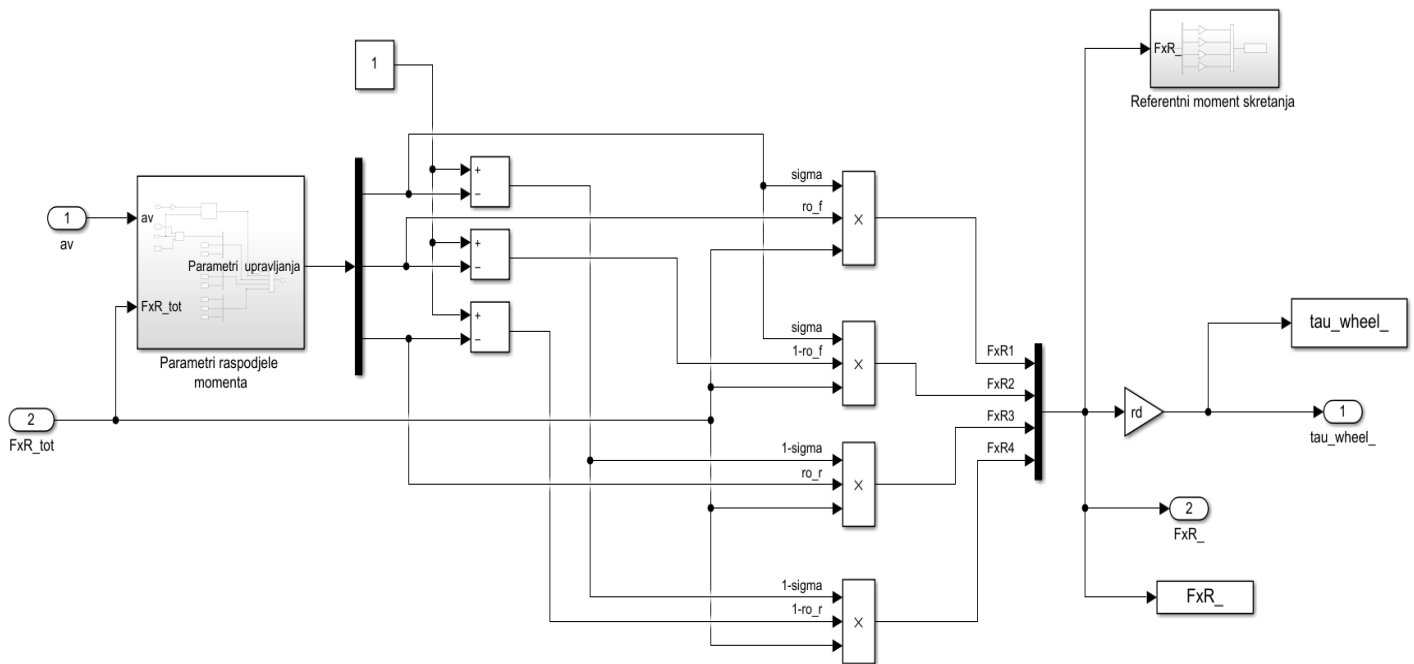 1
av
2
FxR_tot
av
Parametri upravljanja
FxR_tot
Parametri raspodjele
momenta
1
+
−
+
−
+
−
sigma
ro_f
×
sigma
1-ro_f
×
1-sigma
ro_r
×
1-sigma
1-ro_r
×
FxR1
FxR2
FxR3
FxR4
FxR_
Referentni moment skretanja
rd
tau_wheel_
1
tau_wheel_
2
FxR_
FxR_